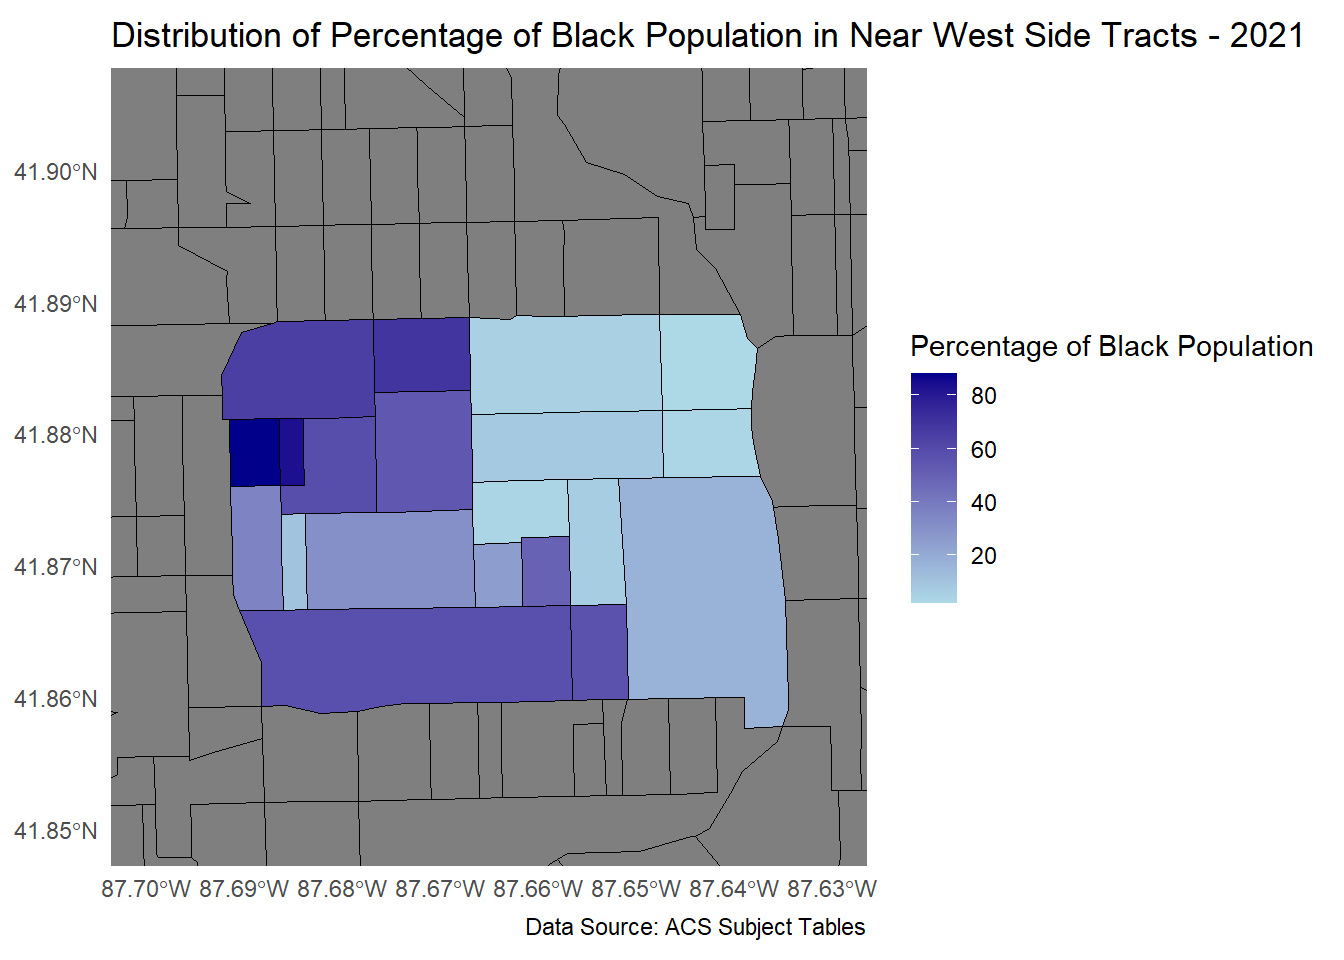 Distribution of Percentage of Black Population in Near West Side Tracts - 2021
41.90°N
41.89°N
41.88°N
41.87°N
41.86°N
41.85°N
87.70°W 87.69°W 87.68°W 87.67°W 87.66°W 87.65°W 87.64°W 87.63°W
Percentage of Black Population
80
60
40
20
Data Source: ACS Subject Tables